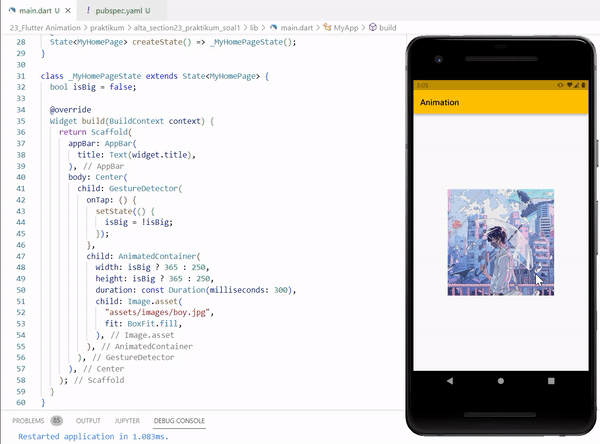 main.dart U
pubspec.yaml U
23_Flutter Animation > praktikum > alta_section23_praktikum_soal1 > lib > main.dart > MyApp > build
28 State<MyHomePage> createState() => _MyHomePageState();
29 }
30
31 class _MyHomePageState extends State<MyHomePage> {
32 bool isBig = false;
33
34 @override
35 Widget build(BuildContext context) {
36 return Scaffold(
37 appBar: AppBar(
38 title: Text(widget.title),
39 ), // AppBar
40 body: Center(
41 child: GestureDetector(
42 onTap: () {
43 setState(() {
44 isBig = !isBig;
45 });
46 },
47 child: AnimatedContainer(
48 width: isBig ? 365 : 250,
49 height: isBig ? 365 : 250,
50 duration: const Duration(milliseconds: 300),
51 child: Image.asset(
52 "assets/images/boy.jpg",
53 fit: BoxFit.fill,
54 ), // Image.asset
55 ), // AnimatedContainer
56 ), // GestureDetector
57 ), // Center
58 ); // Scaffold
59 }
60 }
Animation
PROBLEMS 85 OUTPUT JUPYTER DEBUG CONSOLE
Restarted application in 1.083ms.